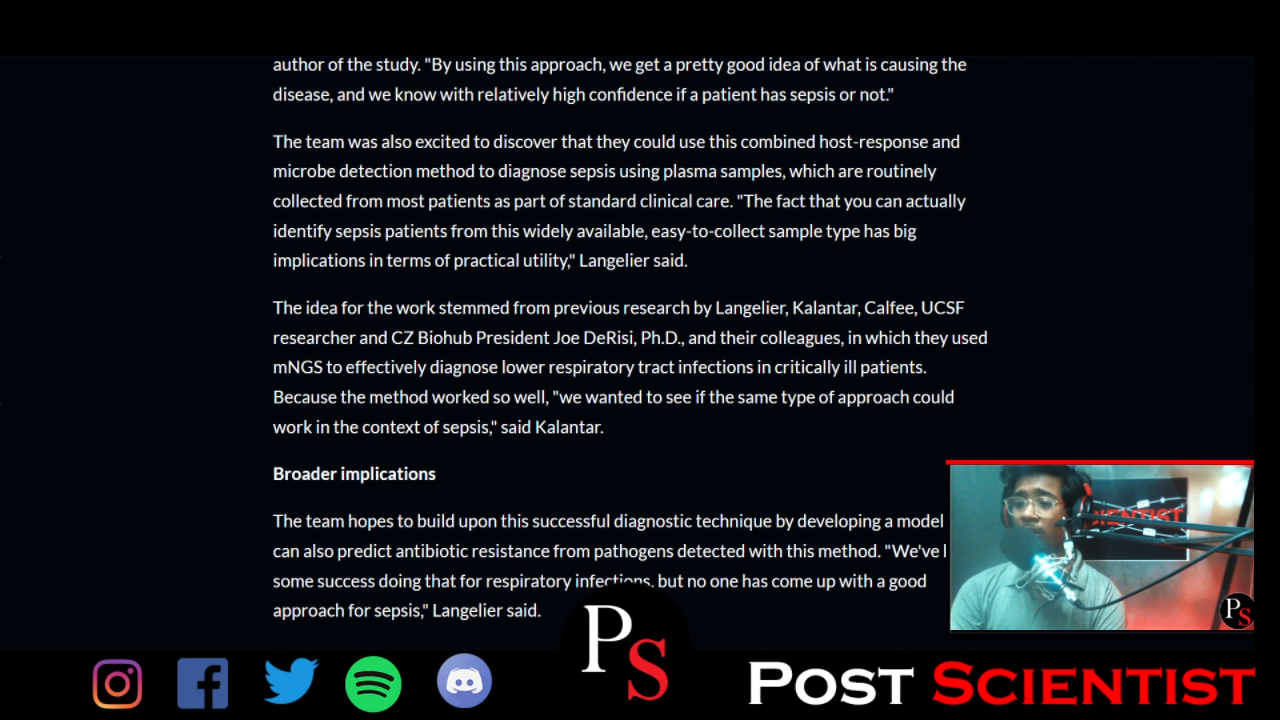 author of the study. "By using this approach, we get a pretty good idea of what is causing the
disease, and we know with relatively high confidence if a patient has sepsis or not."
The team was also excited to discover that they could use this combined host-response and
microbe detection method to diagnose sepsis using plasma samples, which are routinely
collected from most patients as part of standard clinical care. "The fact that you can actually
identify sepsis patients from this widely available, easy-to-collect sample type has big
implications in terms of practical utility," Langelier said.
The idea for the work stemmed from previous research by Langelier, Kalantar, Calfee, UCSF
researcher and CZ Biohub President Joe DeRisi, Ph.D., and their colleagues, in which they used
mNGS to effectively diagnose lower respiratory tract infections in critically ill patients.
Because the method worked so well, "we wanted to see if the same type of approach could
work in the context of sepsis," said Kalantar.
Broader implications
The team hopes to build upon this successful diagnostic technique by developing a model
can also predict antibiotic resistance from pathogens detected with this method. "We've
some success doing that for respiratory infections, but no one has come up with a good
approach for sepsis," Langelier said.
PS
PS
POST SCIENTIST